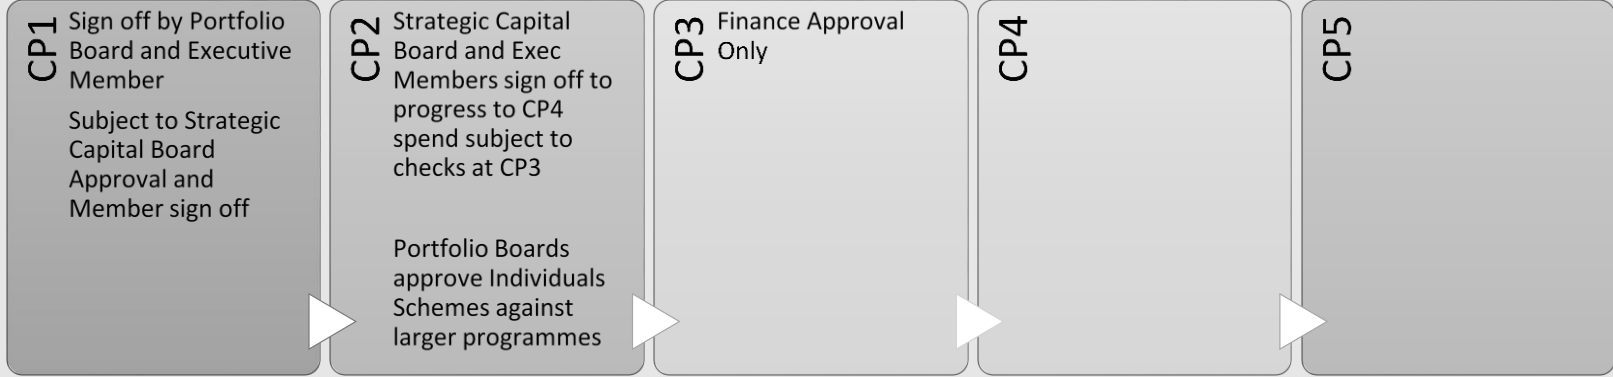 CP1
Sign off by Portfolio
Board and Executive
Member
Subject to Strategic
Capital Board
Approval and
Member sign off
CP2
Strategic Capital
Board and Exec
Members sign off to
progress to CP4
spend subject to
checks at CP3
Portfolio Boards
approve Individuals
Schemes against
larger programmes
CP3
Finance Approval
Only
CP4
CP5